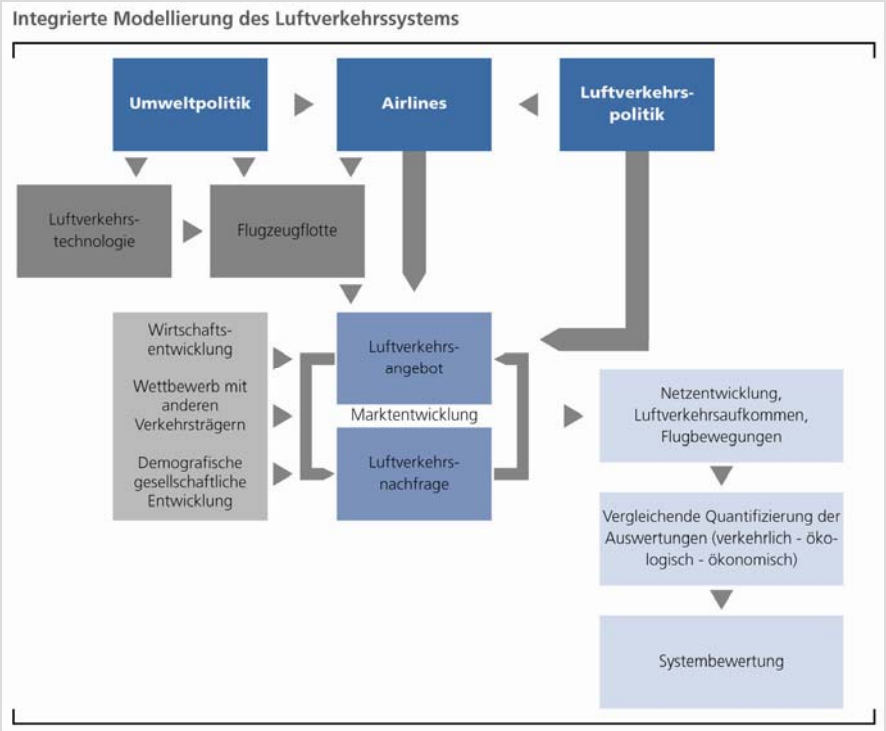 Integrierte Modellierung des Luftverkehrssystems
Umweltpolitik
Airlines
Luftverkehrs-
politik
Luftverkehrs-
technologie
Flugzeugflotte
Wirtschafts-
entwicklung
Wettbewerb mit
anderen
Verkehrsträgern
Demografische
gesellschaftliche
Entwicklung
Luftverkehrs-
angebot
Marktentwicklung
Luftverkehrs-
nachfrage
Netzentwicklung,
Luftverkehrsaufkommen,
Flugbewegungen
Vergleichende Quantifizierung der
Auswertungen (verkehrlich - öko-
logisch - ökonomisch)
Systembewertung